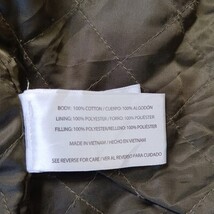 BODY: 100% COTTON / CUERPO: 100% ALGODÓN
LINING: 100% POLYESTER / FORRO: 100% POLIÉSTER
FILLING: 100% POLYESTER/RELLENO: 100% POLIÉSTER
MADE IN VIETNAM / HECHO EN VIETNAM
SEE REVERSE FOR CARE / VER AL REVERSO PARA CUIDADO